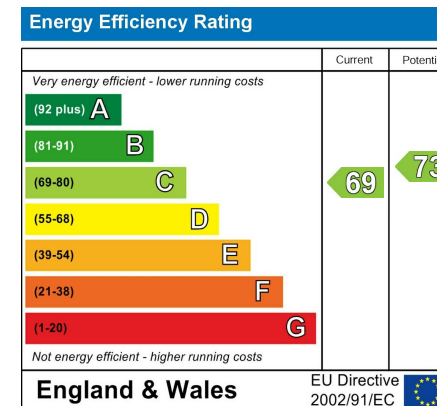 Energy Efficiency Rating
Current Potenti
Very energy efficient - lower running costs
(92 plus) A
(81-91) B
(69-80) C
(55-68) D
(39-54) E
(21-38) F
(1-20) G
69
73
Not energy efficient - higher running costs
England & Wales
EU Directive
2002/91/EC